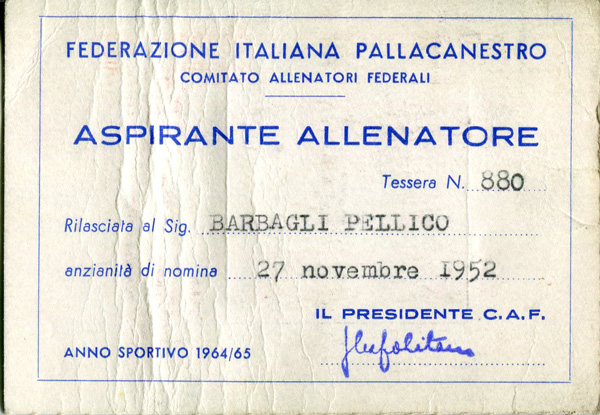 FEDERAZIONE ITALIANA PALLACANESTRO
COMITATO ALLENATORI FEDERALI
ASPIRANTE ALLENATORE
Tessera N. 880
Rilasciata al Sig. BARBAGLI PELLICO
anzianità di nomina 27 novembre 1952
IL PRESIDENTE C.A.F.
ANNO SPORTIVO 1964/65